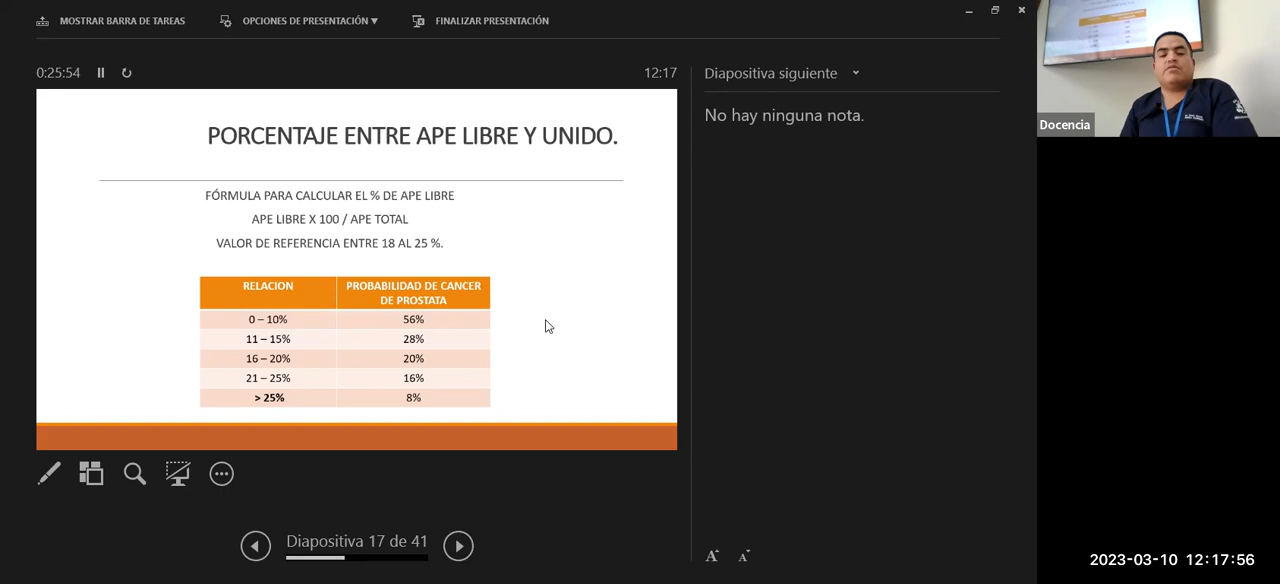 MOSTRAR BARRA DE TAREAS
OPCIONES DE PRESENTACIÓN ▼
FINALIZAR PRESENTACIÓN
0:25:54
12:17
Diapositiva siguiente
No hay ninguna nota.
Docencia
PORCENTAJE ENTRE APE LIBRE Y UNIDO.
FÓRMULA PARA CALCULAR EL % DE APE LIBRE
APE LIBRE X 100 / APE TOTAL
VALOR DE REFERENCIA ENTRE 18 AL 25 %.
RELACION
PROBABILIDAD DE CANCER
DE PROSTATA
0 – 10% 56%
11 – 15% 28%
16 – 20% 20%
21 – 25% 16%
> 25% 8%
Diapositiva 17 de 41
A A
2023-03-10 12:17:56